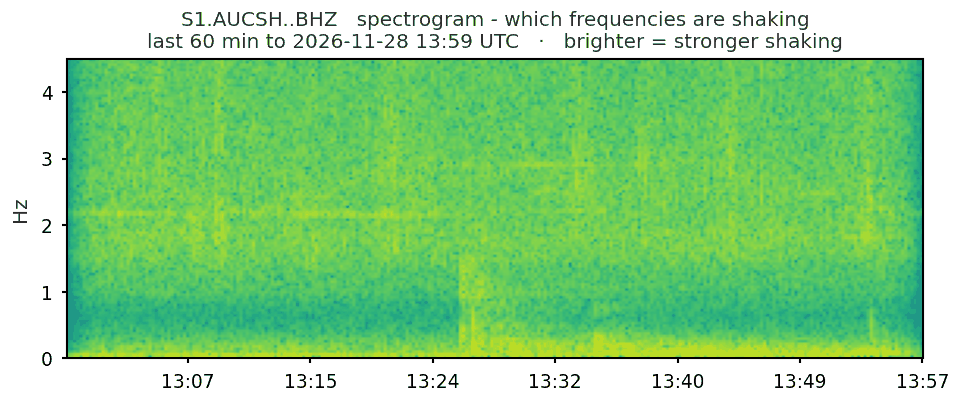 S1.AUCSH..BHZ   spectrogram - which frequencies are shaking
last 60 min to 2026-11-28 13:59 UTC   ·   brighter = stronger shaking
4
3
Hz
2
1
0
13:07 13:15 13:24 13:32 13:40 13:49 13:57